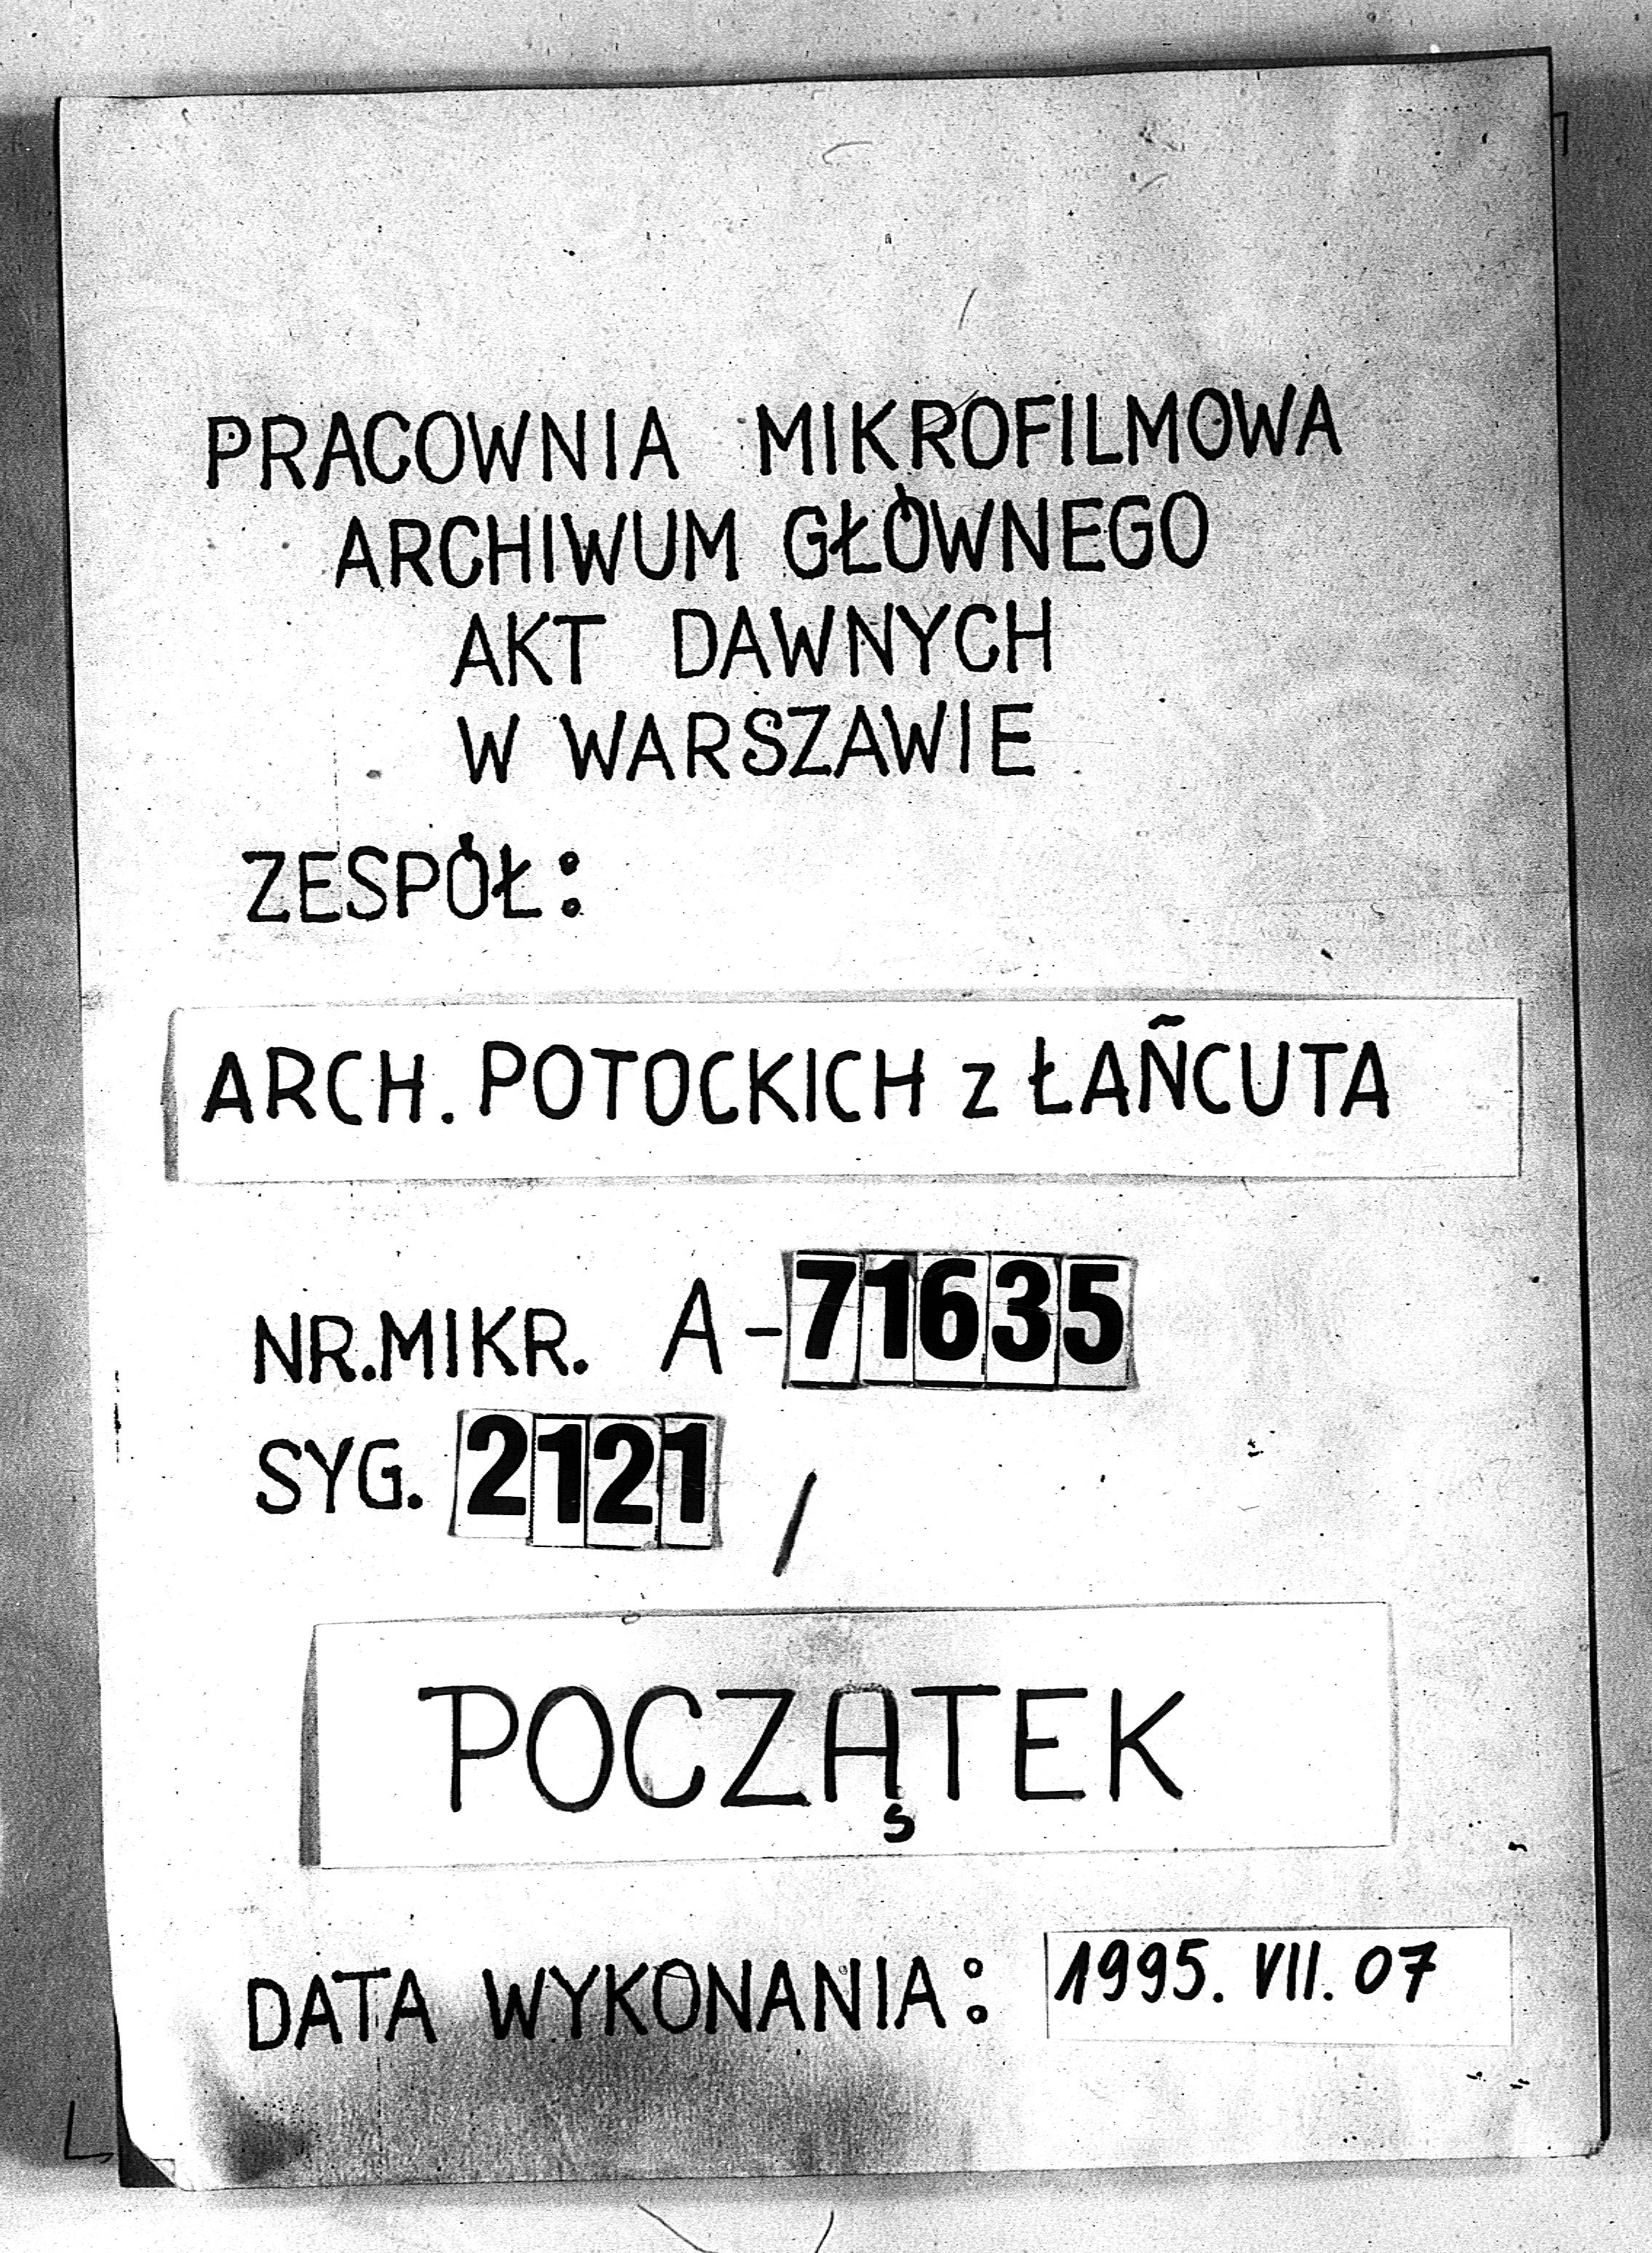 PRACOWNIA MIKROFILMOWA
ARCHIWUM GŁÓWNEGO
AKT DAWNYCH
W WARSZAWIE
ZESPÓŁ:
ARCH. POTOCKICH z ŁAŃCUTA
NR.MIKR. A-71635
SYG. 2121 /
POCZĄTEK
DATA WYKONANIA: 1995. VII. 07